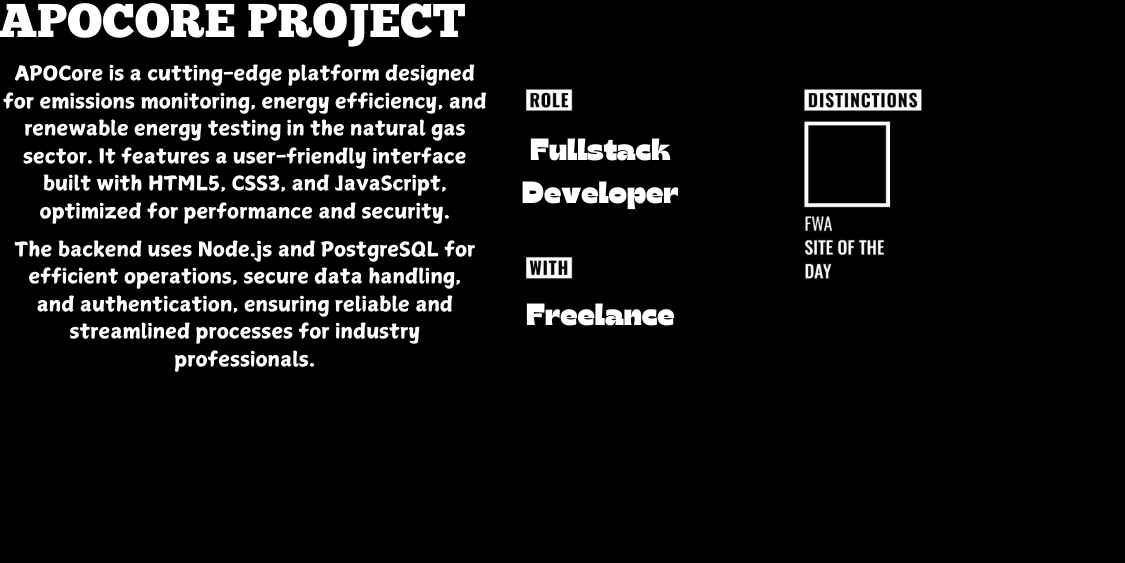 APOCORE PROJECT
APOCore is a cutting-edge platform designed
for emissions monitoring, energy efficiency, and
renewable energy testing in the natural gas
sector. It features a user-friendly interface
built with HTML5, CSS3, and JavaScript,
optimized for performance and security.
The backend uses Node.js and PostgreSQL for
efficient operations, secure data handling,
and authentication, ensuring reliable and
streamlined processes for industry
professionals.
ROLE
Fullstack
Developer
WITH
Freelance
DISTINCTIONS
FWA
SITE OF THE
DAY